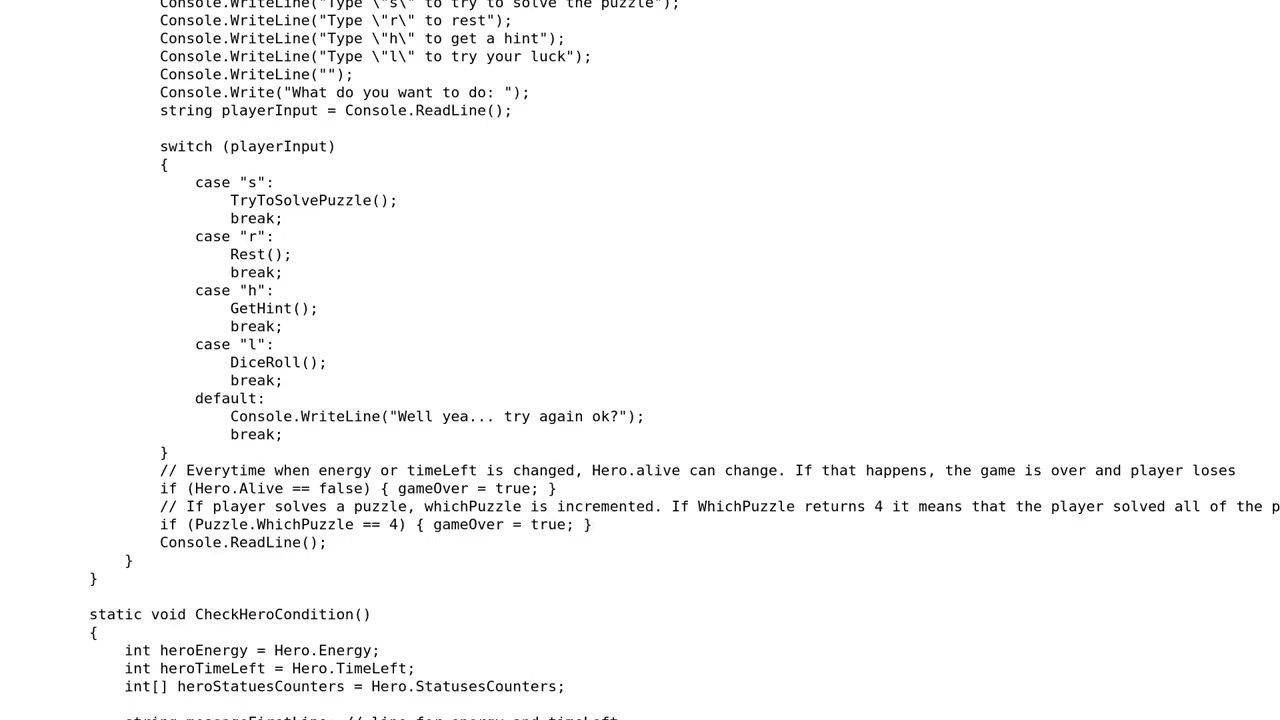 Console.WriteLine("Type \"s\" to try to solve the puzzle");
Console.WriteLine("Type \"r\" to rest");
Console.WriteLine("Type \"h\" to get a hint");
Console.WriteLine("Type \"l\" to try your luck");
Console.WriteLine("");
Console.Write("What do you want to do: ");
string playerInput = Console.ReadLine();
switch (playerInput)
{
case "s":
TryToSolvePuzzle();
break;
case "r":
Rest();
break;
case "h":
GetHint();
break;
case "l":
DiceRoll();
break;
default:
Console.WriteLine("Well yea... try again ok?");
break;
}
// Everytime when energy or timeLeft is changed, Hero.alive can change. If that happens, the game is over and player loses
if (Hero.Alive == false) { gameOver = true; }
// If player solves a puzzle, whichPuzzle is incremented. If WhichPuzzle returns 4 it means that the player solved all of the p
if (Puzzle.WhichPuzzle == 4) { gameOver = true; }
Console.ReadLine();
}
}
static void CheckHeroCondition()
{
int heroEnergy = Hero.Energy;
int heroTimeLeft = Hero.TimeLeft;
int[] heroStatuesCounters = Hero.StatusesCounters;
string messageFirstLine; // line for energy and timeLeft